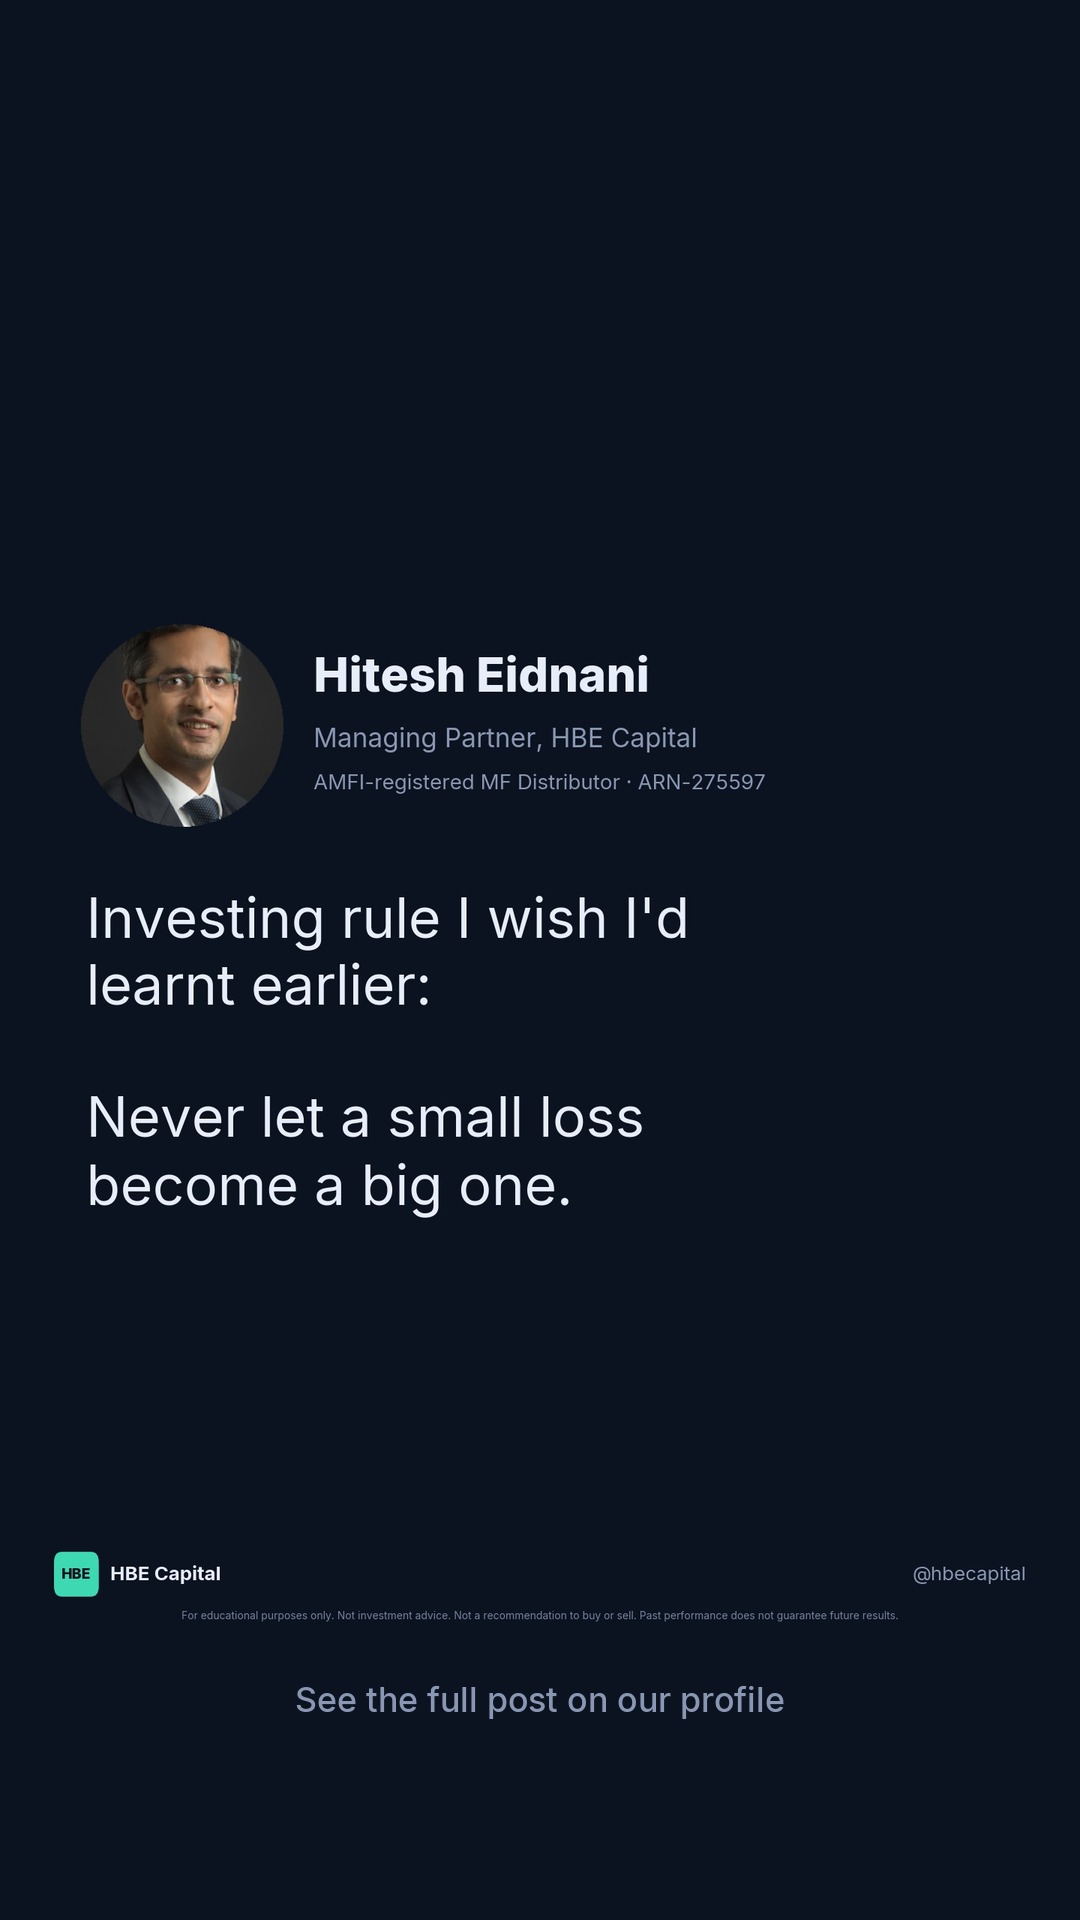 Hitesh Eidnani
Managing Partner, HBE Capital
AMFI-registered MF Distributor · ARN-275597
Investing rule I wish I'd
learnt earlier:
Never let a small loss
become a big one.
HBE
HBE Capital
@hbecapital
For educational purposes only. Not investment advice. Not a recommendation to buy or sell. Past performance does not guarantee future results.
See the full post on our profile